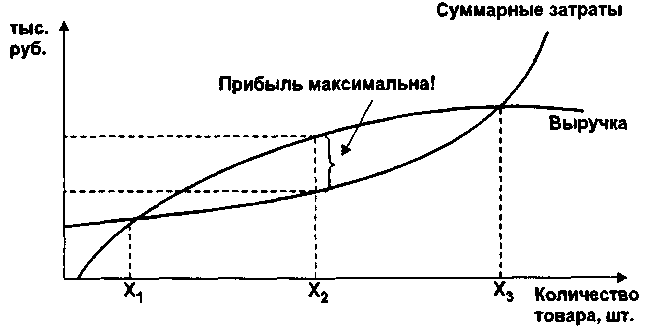 Суммарные затраты
тыс.
руб.
Прибыль максимальна!
Выручка
X1
X2
X3
Количество
товара, шт.